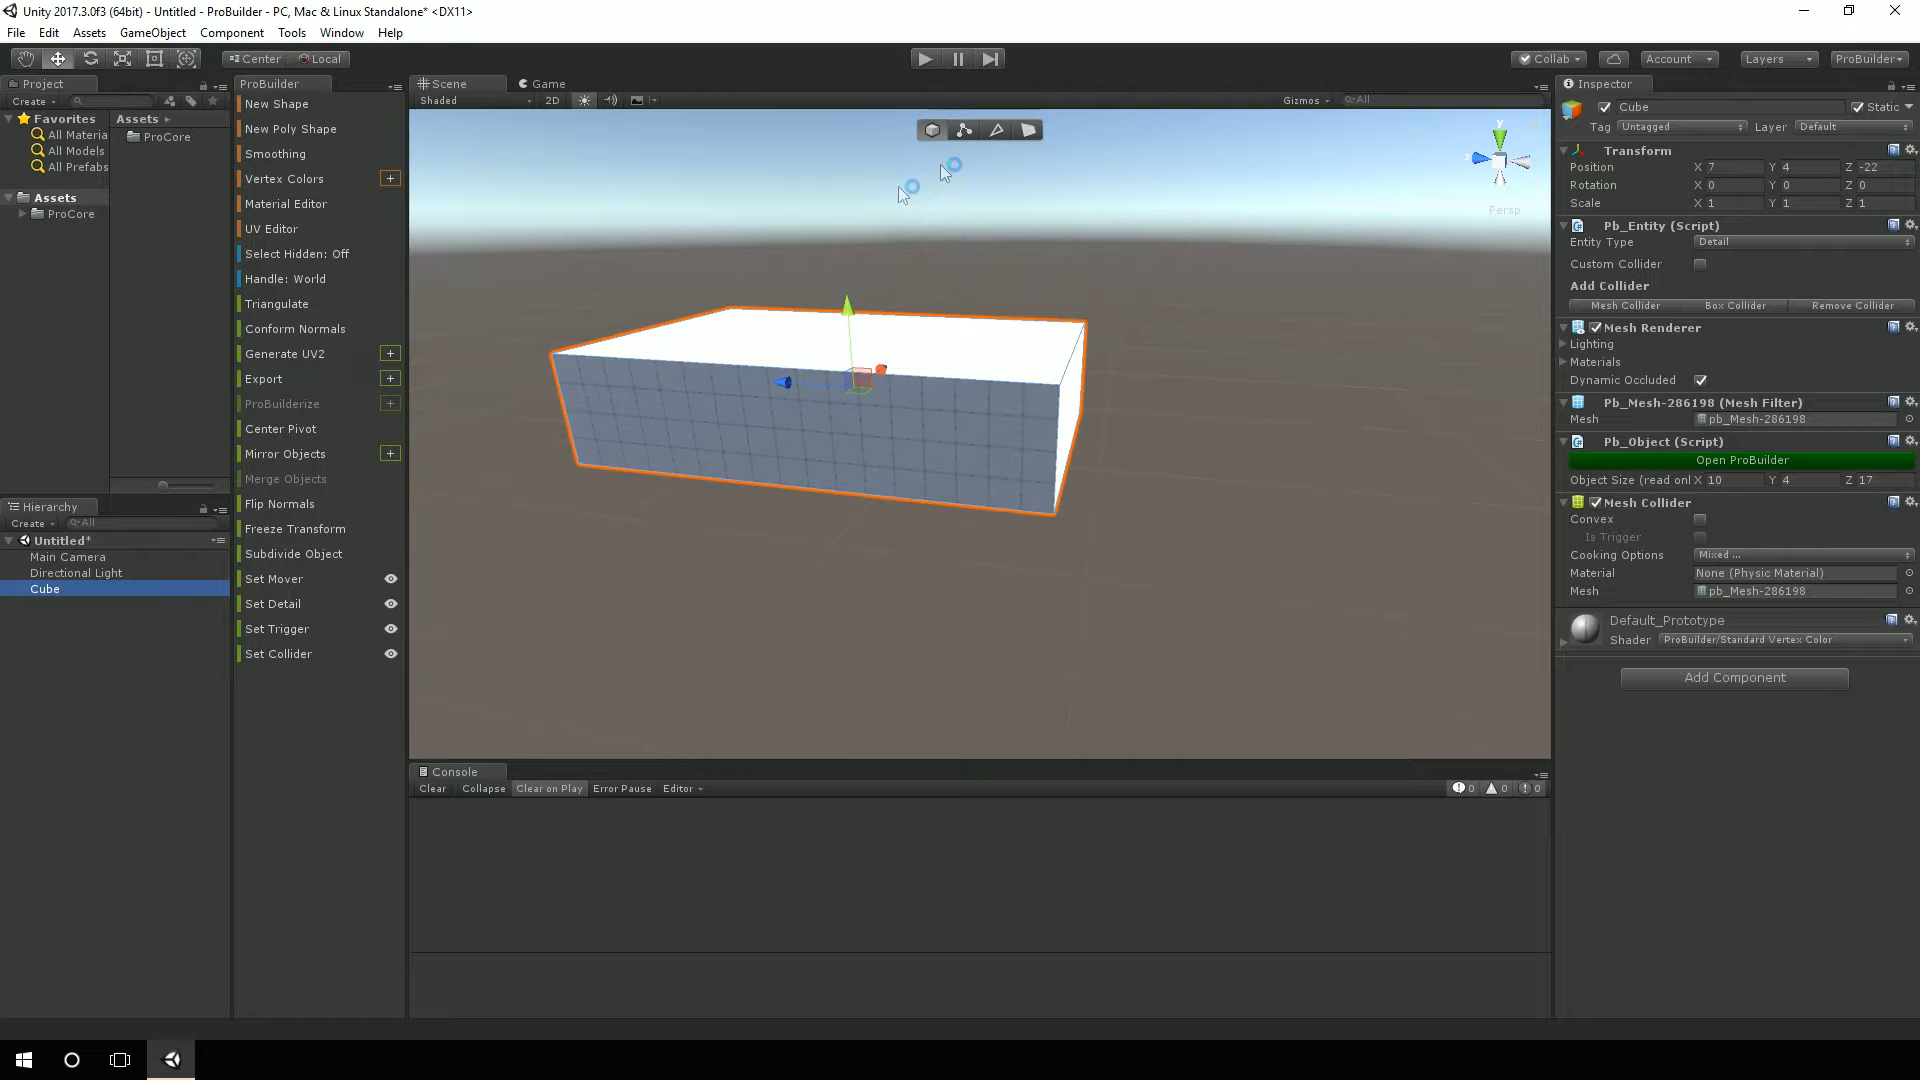 Unity 2017.3.0f3 (64bit) - Untitled - ProBuilder - PC, Mac & Linux Standalone* <DX11>
File Edit Assets GameObject Component Tools Window Help
Center Local
Collab Account Layers ProBuilder
Project
Create
Favorites
All Materia
All Models
All Prefabs
Assets
ProCore
Assets
ProCore
Hierarchy
Create All
Untitled*
Main Camera
Directional Light
Cube
ProBuilder
New Shape
New Poly Shape
Smoothing
Vertex Colors +
Material Editor
UV Editor
Select Hidden: Off
Handle: World
Triangulate
Conform Normals
Generate UV2 +
Export +
ProBuilderize +
Center Pivot
Mirror Objects +
Merge Objects
Flip Normals
Freeze Transform
Subdivide Object
Set Mover
Set Detail
Set Trigger
Set Collider
Scene Game
Shaded 2D Gizmos All
y
z
Persp
Console
Clear Collapse Clear on Play Error Pause Editor 0 0 0
Inspector
Cube Static
Tag Untagged Layer Default
Transform
Position X 7 Y 4 Z -22
Rotation X 0 Y 0 Z 0
Scale X 1 Y 1 Z 1
Pb_Entity (Script)
Entity Type Detail
Custom Collider
Add Collider
Mesh Collider Box Collider Remove Collider
Mesh Renderer
Lighting
Materials
Dynamic Occluded
Pb_Mesh-286198 (Mesh Filter)
Mesh pb_Mesh-286198
Pb_Object (Script)
Open ProBuilder
Object Size (read onl X 10 Y 4 Z 17
Mesh Collider
Convex
Is Trigger
Cooking Options Mixed ...
Material None (Physic Material)
Mesh pb_Mesh-286198
Default_Prototype
Shader ProBuilder/Standard Vertex Color
Add Component